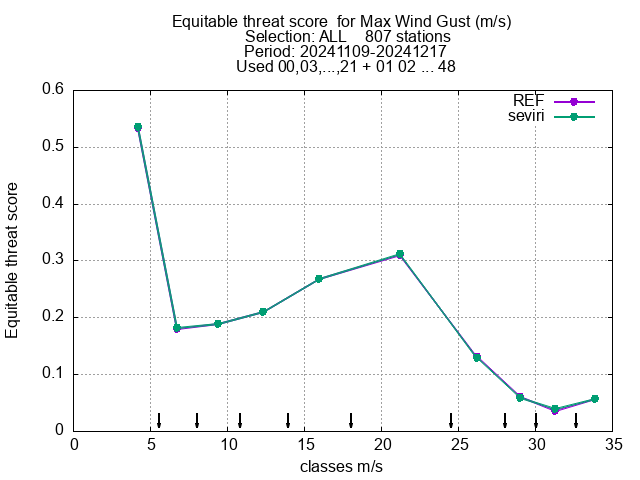 Equitable threat score  for Max Wind Gust (m/s)
Selection: ALL    807 stations
Period: 20241109-20241217
Used 00,03,...,21 + 01 02 ... 48
REF
seviri
Equitable threat score
0.6
0.5
0.4
0.3
0.2
0.1
0
0 5 10 15 20 25 30 35
classes m/s